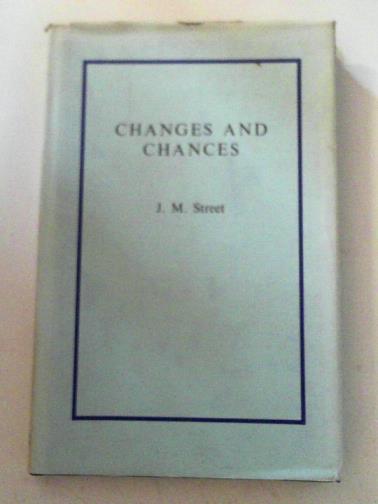 CHANGES AND
CHANCES
J. M. Street